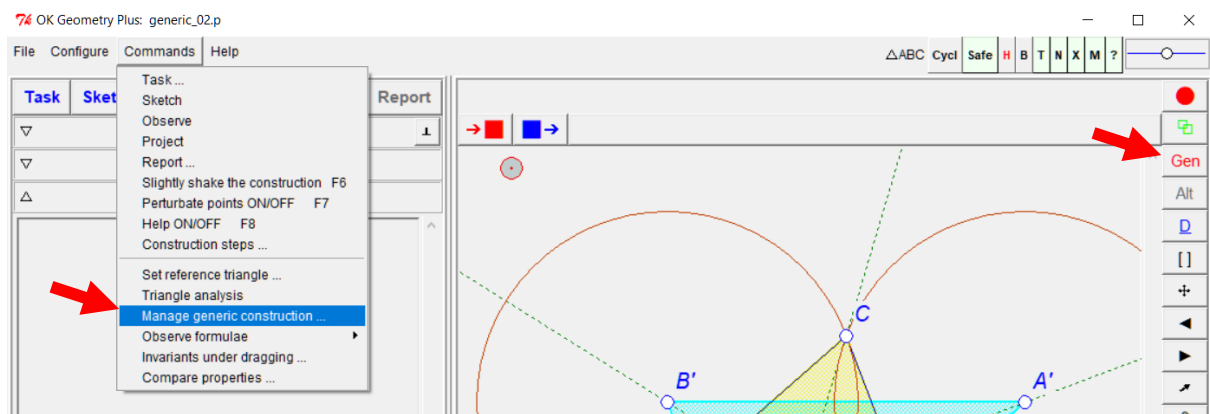 OK Geometry Plus: generic_02.p
File Configure Commands Help
△ABC Cycl Safe H B T N X M ?
Task Sket Report
Task ...
Sketch
Observe
Project
Report ...
Slightly shake the construction F6
Perturbate points ON/OFF F7
Help ON/OFF F8
Construction steps ...
Set reference triangle ...
Triangle analysis
Manage generic construction ...
Observe formulae
Invariants under dragging ...
Compare properties ...
Gen
Alt
D
[ ]
C
B'
A'